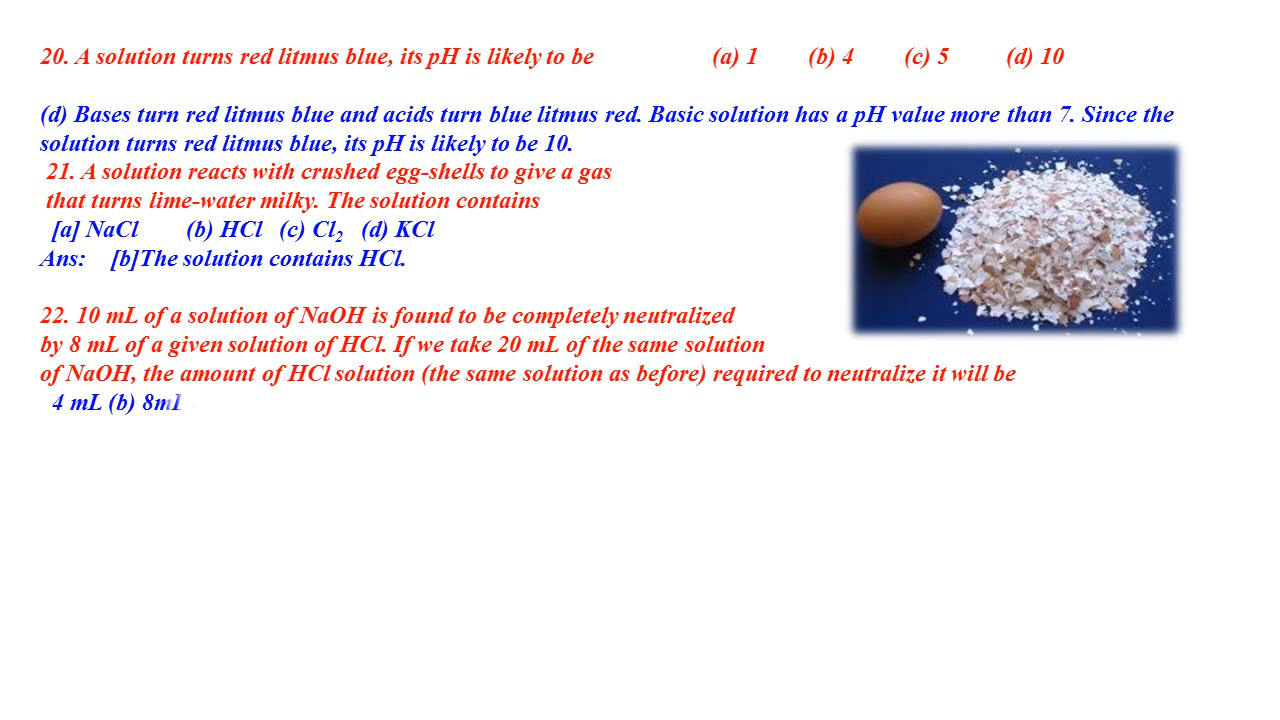 20. A solution turns red litmus blue, its pH is likely to be (a) 1 (b) 4 (c) 5 (d) 10
(d) Bases turn red litmus blue and acids turn blue litmus red. Basic solution has a pH value more than 7. Since the
solution turns red litmus blue, its pH is likely to be 10.
21. A solution reacts with crushed egg-shells to give a gas
that turns lime-water milky. The solution contains
[a] NaCl (b) HCl (c) Cl₂ (d) KCl
Ans: [b]The solution contains HCl.
22. 10 mL of a solution of NaOH is found to be completely neutralized
by 8 mL of a given solution of HCl. If we take 20 mL of the same solution
of NaOH, the amount of HCl solution (the same solution as before) required to neutralize it will be
4 mL (b)